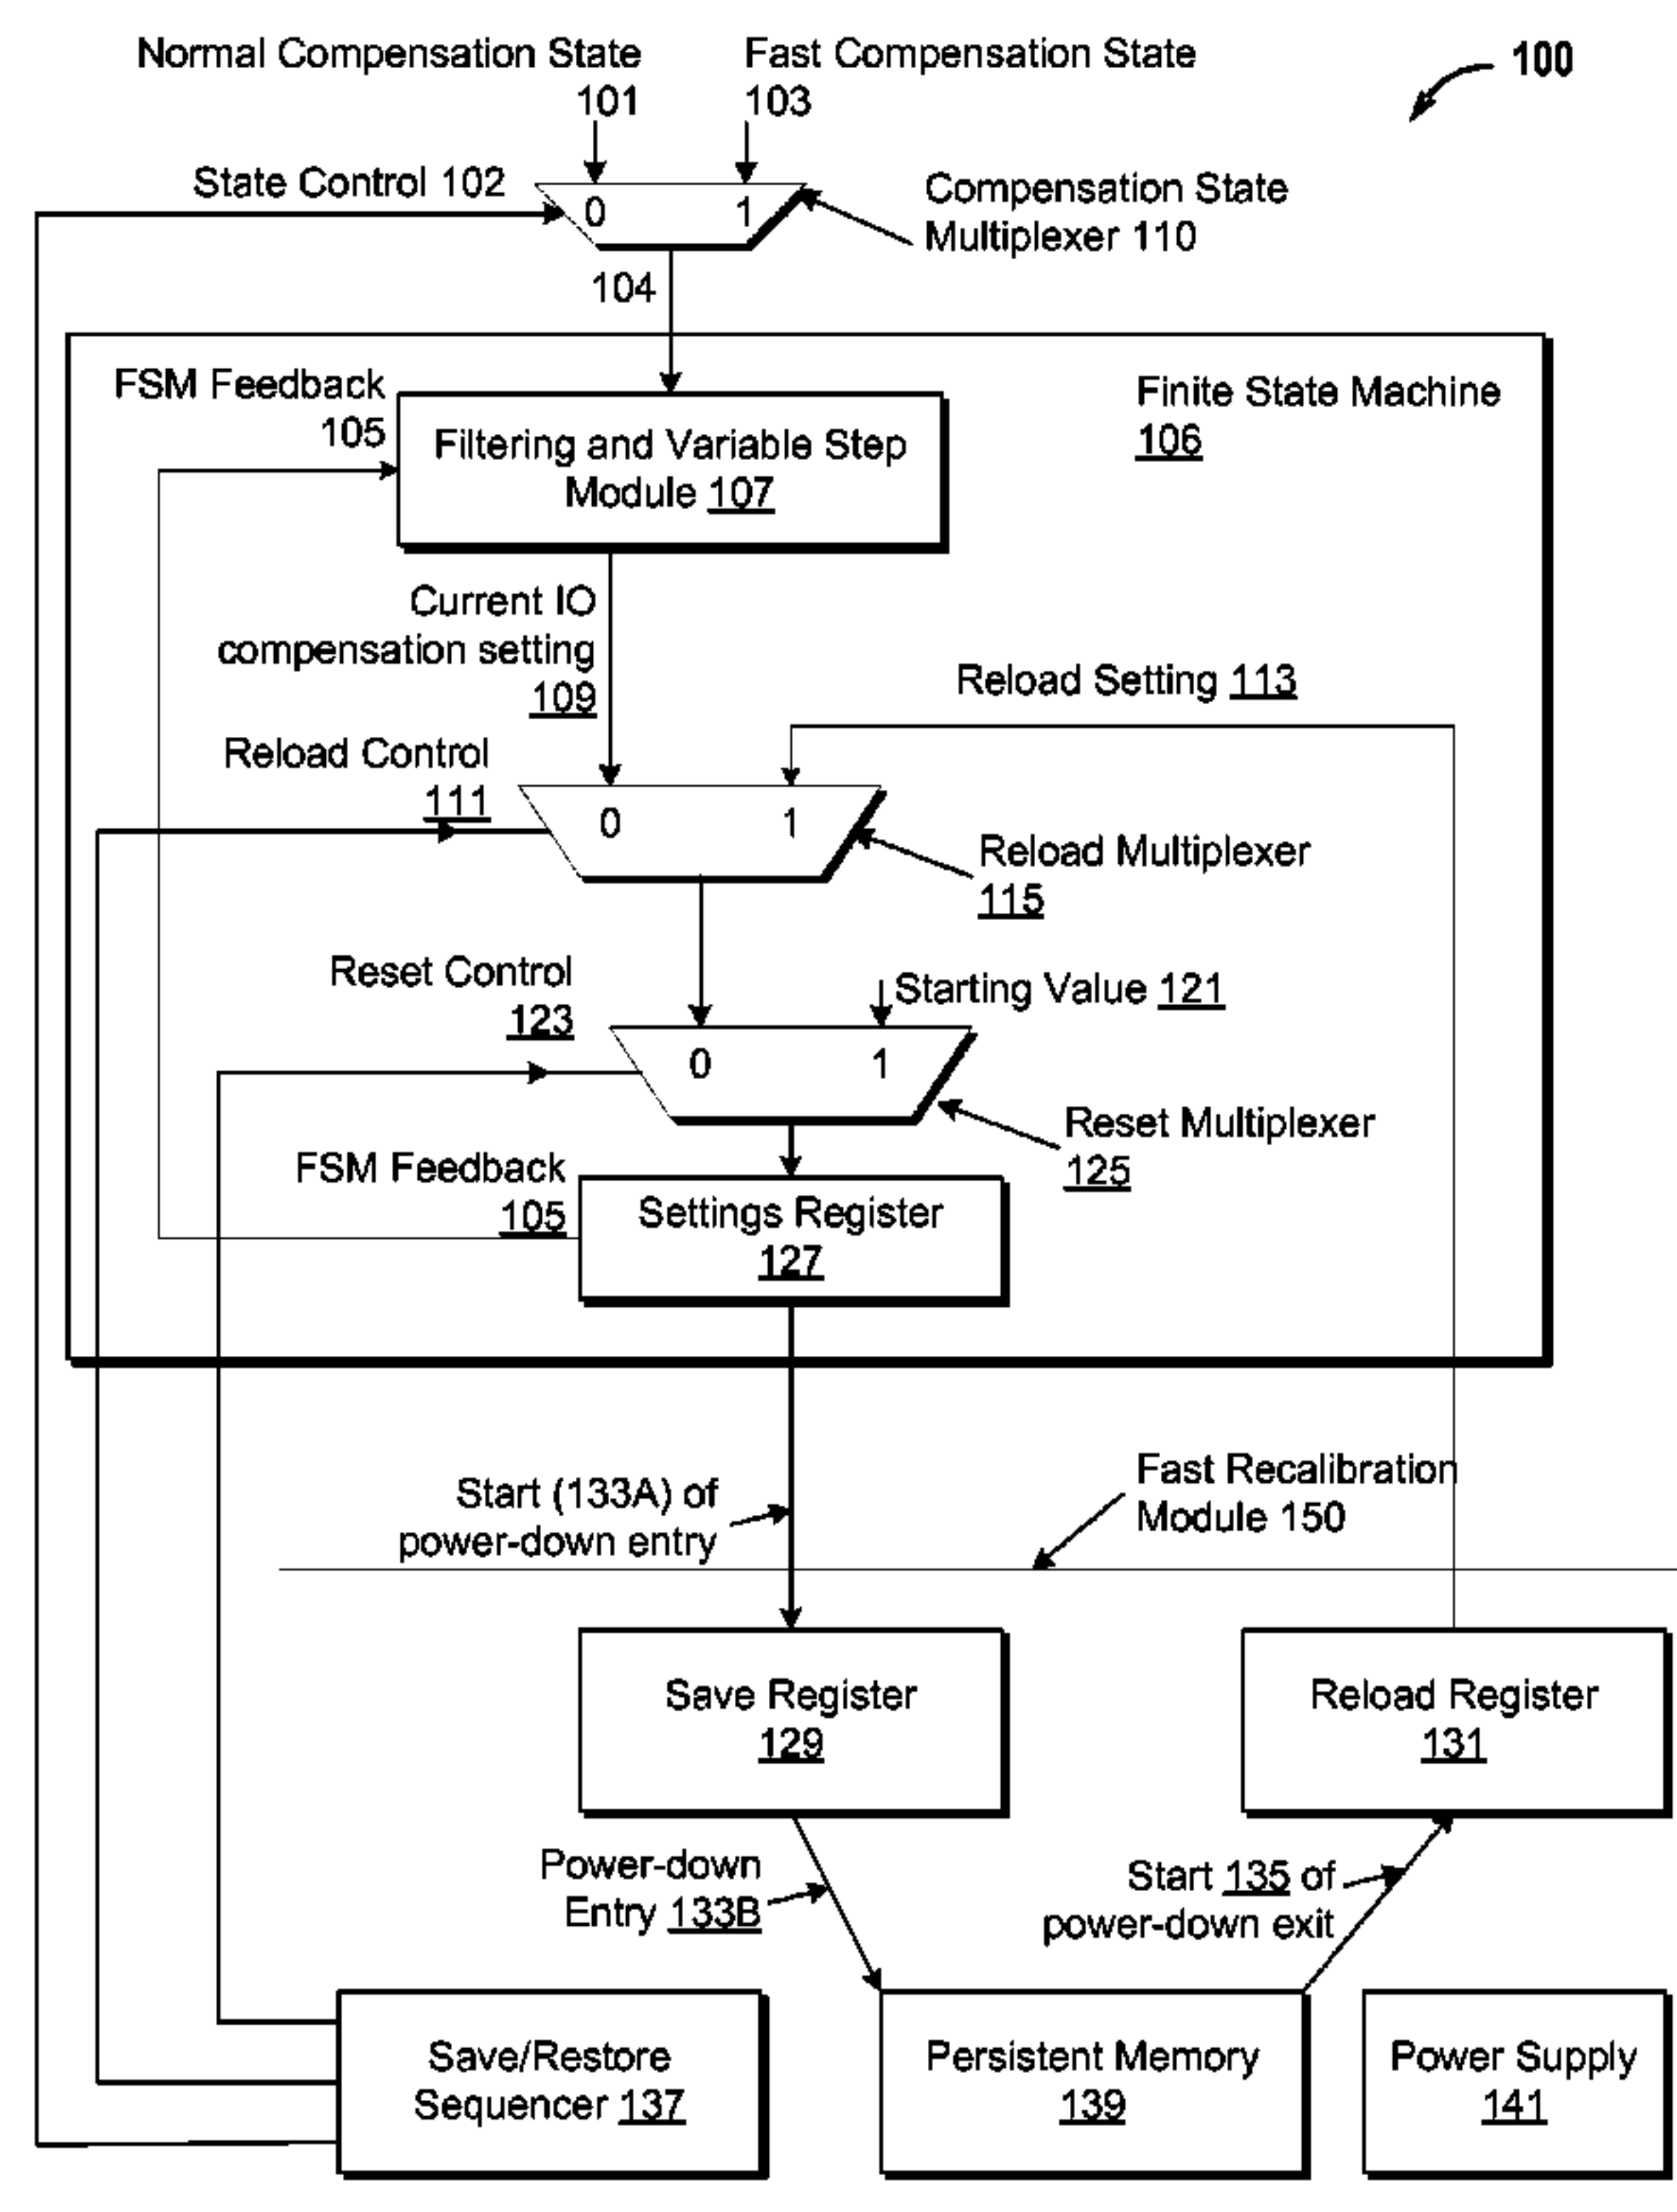 Normal Compensation State
101
Fast Compensation State
103
100
State Control 102
0
1
Compensation State
Multiplexer 110
104
FSM Feedback
105
Filtering and Variable Step
Module 107
Finite State Machine
106
Current IO
compensation setting
109
Reload Setting 113
Reload Control
111
0
1
Reload Multiplexer
115
Reset Control
123
Starting Value 121
0
1
Reset Multiplexer
125
FSM Feedback
105
Settings Register
127
Start (133A) of
power-down entry
Fast Recalibration
Module 150
Save Register
129
Reload Register
131
Power-down
Entry 133B
Start 135 of
power-down exit
Save/Restore
Sequencer 137
Persistent Memory
139
Power Supply
141